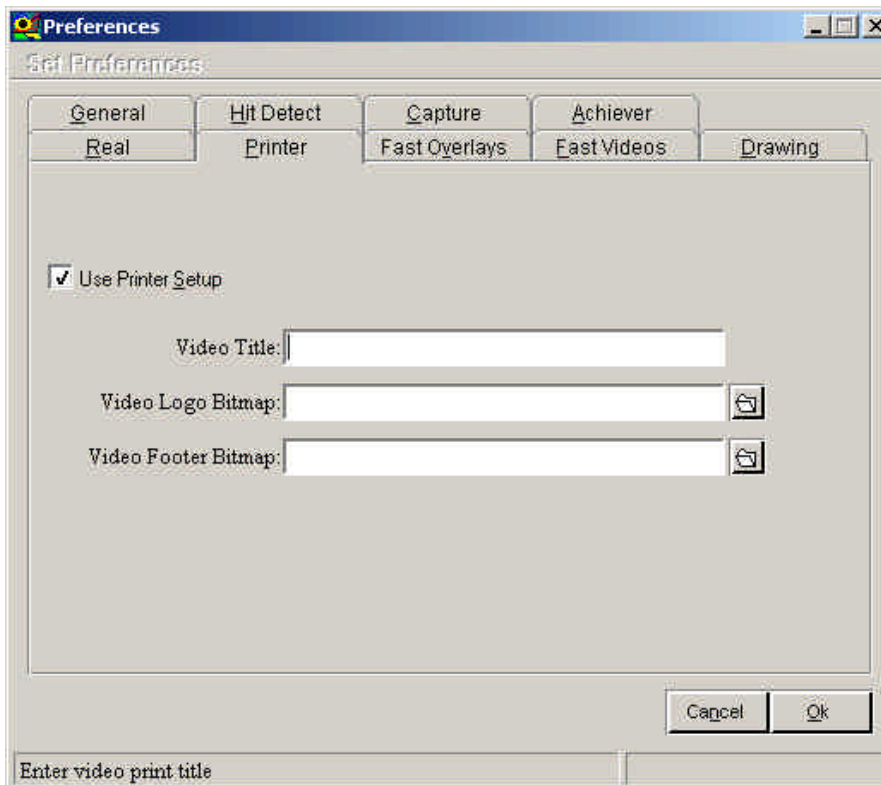 Preferences
Set Preferences
General Hit Detect Capture Achiever
Real Printer Fast Overlays Fast Videos Drawing
Use Printer Setup
Video Title:
Video Logo Bitmap:
Video Footer Bitmap:
Cancel Ok
Enter video print title